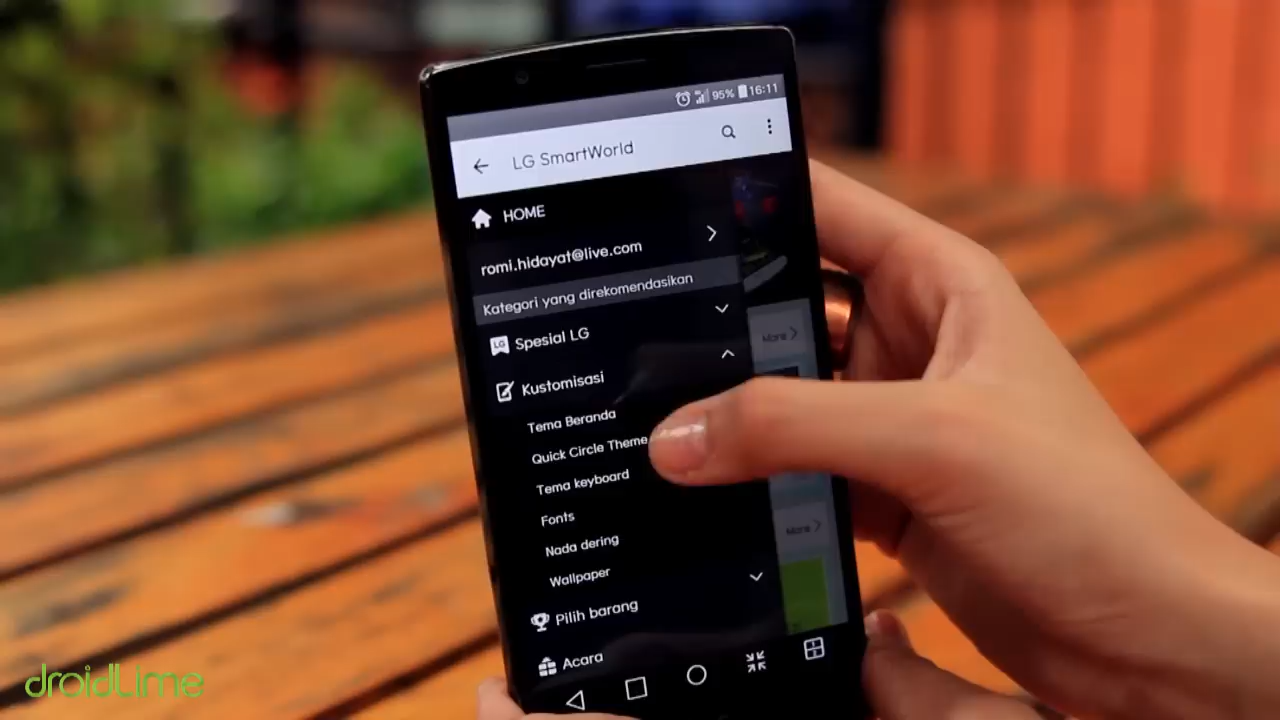 95% 16:11
LG SmartWorld
HOME
romi.hidayat@live.com
Kategori yang direkomendasikan
LG Spesial LG
More
Kustomisasi
Tema Beranda
Quick Circle Theme
Tema keyboard
Fonts
More
Nada dering
Wallpaper
Pilih barang
Acara
droidLime